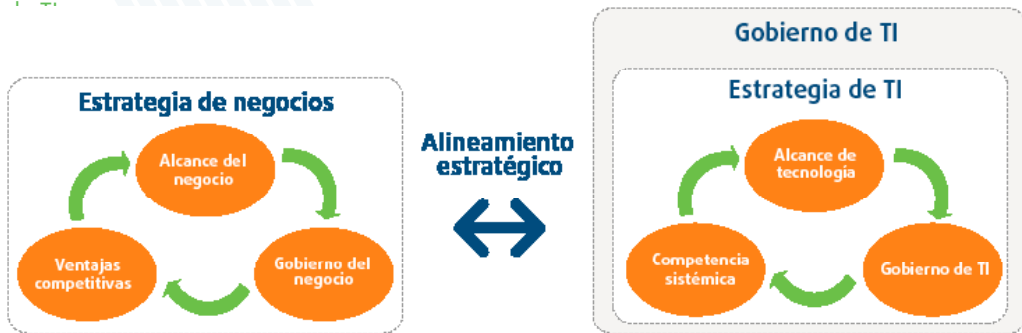 Gobierno de TI
Estrategia de negocios
Estrategia de TI
Alcance del
negocio
Alineamiento
estratégico
Alcance de
tecnología
Ventajas
competitivas
Gobierno del
negocio
Competencia
sistémica
Gobierno de TI